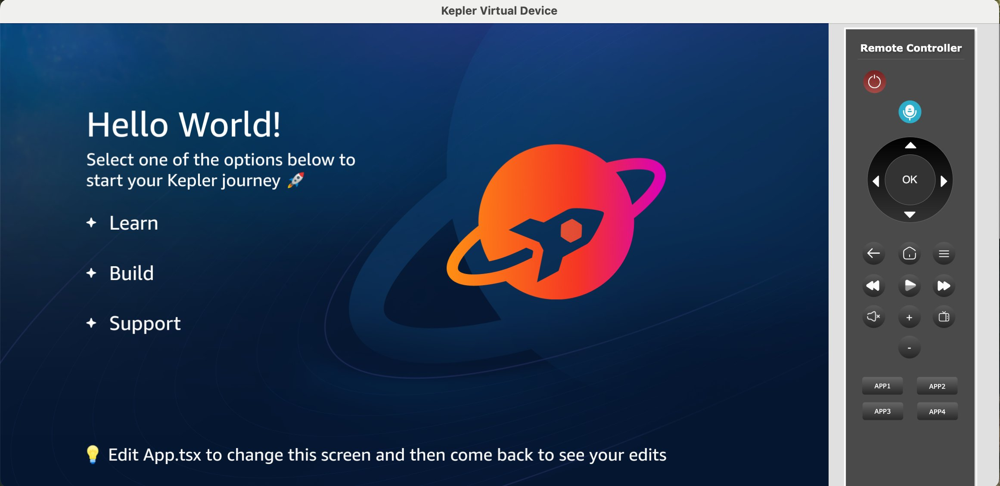 Kepler Virtual Device
Hello World!
Select one of the options below to
start your Kepler journey 🚀
✦ Learn
✦ Build
✦ Support
💡 Edit App.tsx to change this screen and then come back to see your edits
Remote Controller
OK
+
-
APP1 APP2
APP3 APP4